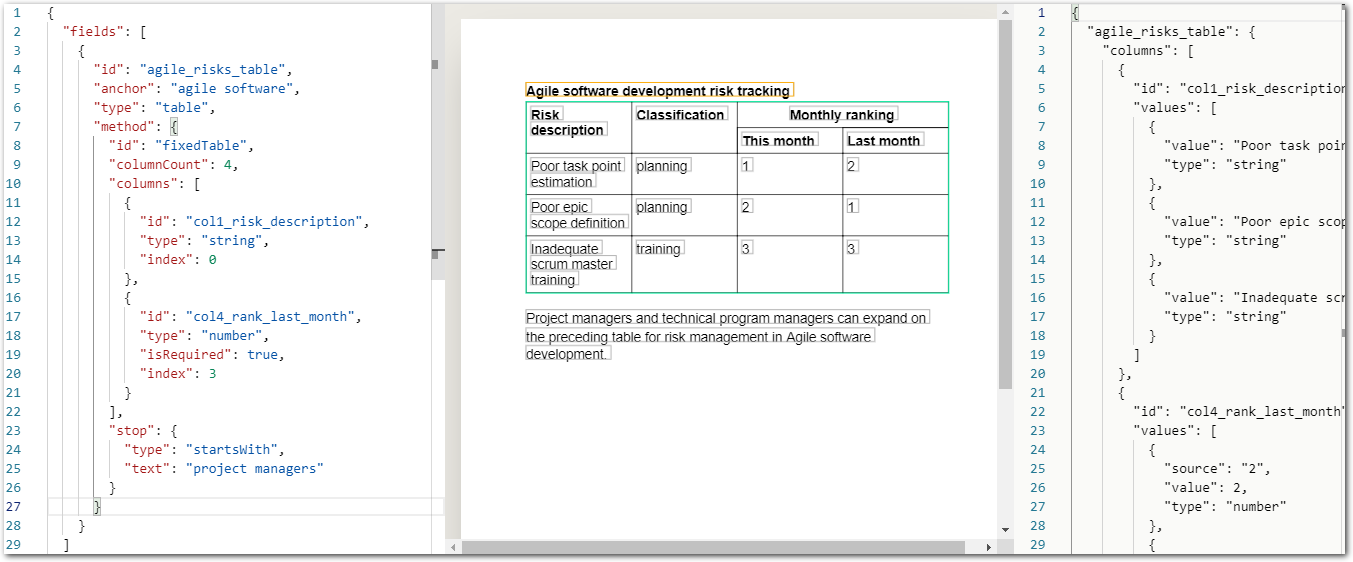 1 {
2 "fields": [
3 {
4 "id": "agile_risks_table",
5 "anchor": "agile software",
6 "type": "table",
7 "method": {
8 "id": "fixedTable",
9 "columnCount": 4,
10 "columns": [
11 {
12 "id": "col1_risk_description",
13 "type": "string",
14 "index": 0
15 },
16 {
17 "id": "col4_rank_last_month",
18 "type": "number",
19 "isRequired": true,
20 "index": 3
21 }
22 ],
23 "stop": {
24 "type": "startsWith",
25 "text": "project managers"
26 }
27 }
28 }
29 ]
Agile software development risk tracking
Risk description
Classification
Monthly ranking
This month
Last month
Poor task point estimation
planning
1
2
Poor epic scope definition
planning
2
1
Inadequate scrum master training
training
3
3
Project managers and technical program managers can expand on
the preceding table for risk management in Agile software
development.
1 {
2 "agile_risks_table": {
3 "columns": [
4 {
5 "id": "col1_risk_description
6 "values": [
7 {
8 "value": "Poor task poin
9 "type": "string"
10 },
11 {
12 "value": "Poor epic scop
13 "type": "string"
14 },
15 {
16 "value": "Inadequate scr
17 "type": "string"
18 }
19 ]
20 },
21 {
22 "id": "col4_rank_last_month"
23 "values": [
24 {
25 "source": "2",
26 "value": 2,
27 "type": "number"
28 },
29 {